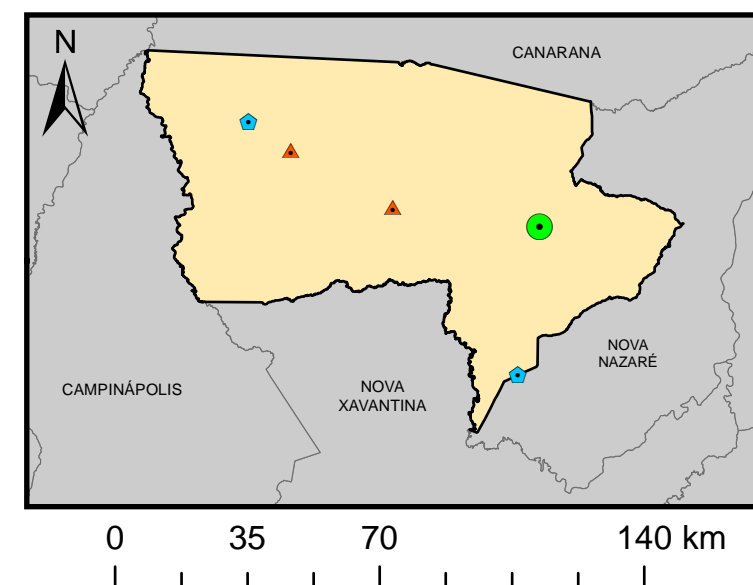 N
CANARANA
NOVA
NAZARÉ
CAMPINÁPOLIS
NOVA
XAVANTINA
0 35 70 140 km